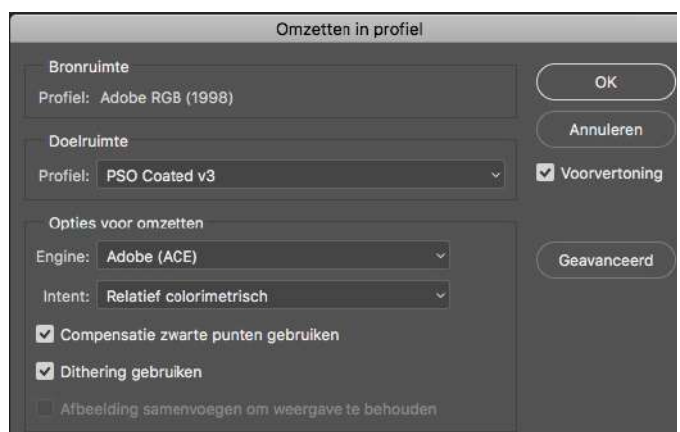 Omzetten in profiel
Bronruimte
Profiel: Adobe RGB (1998)
OK
Annuleren
Doelruimte
Profiel: PSO Coated v3
Voorvertoning
Opties voor omzetten
Engine: Adobe (ACE)
Geavanceerd
Intent: Relatief colorimetrisch
Compensatie zwarte punten gebruiken
Dithering gebruiken
Afbeelding samenvoegen om weergave te behouden